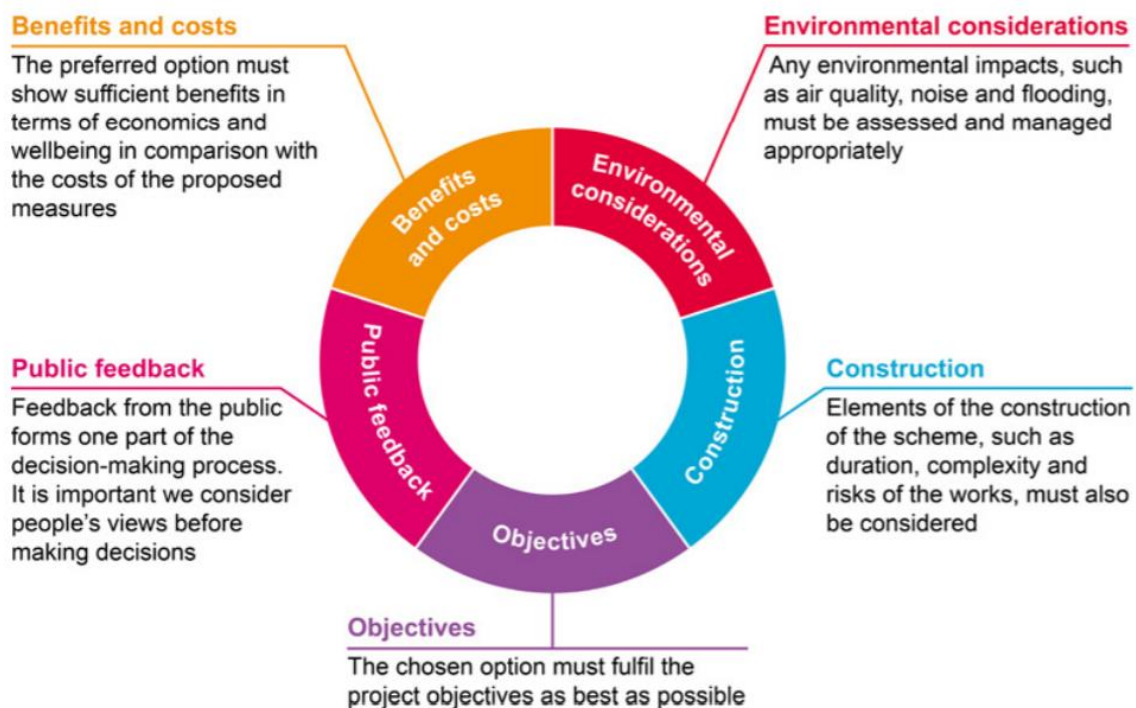 Benefits and costs
The preferred option must
show sufficient benefits in
terms of economics and
wellbeing in comparison with
the costs of the proposed
measures
Environmental considerations
Any environmental impacts, such
as air quality, noise and flooding,
must be assessed and managed
appropriately
Benefits
and costs
Environmental
considerations
Public feedback
Construction
Objectives
Public feedback
Feedback from the public
forms one part of the
decision-making process.
It is important we consider
people's views before
making decisions
Construction
Elements of the construction
of the scheme, such as
duration, complexity and
risks of the works, must also
be considered
Objectives
The chosen option must fulfil the
project objectives as best as possible